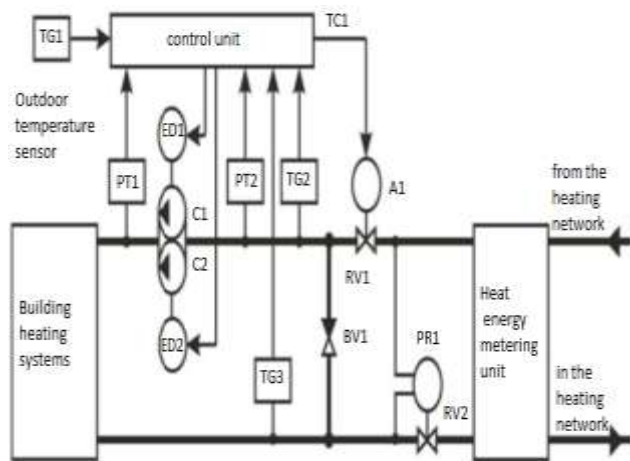 TG1
control unit
TC1
Outdoor
temperature
sensor
ED1
PT1
PT2
TG2
A1
from the
heating
network
C1
C2
RV1
Building
heating
systems
ED2
BV1
PR1
Heat
energy
metering
unit
TG3
RV2
in the
heating
network